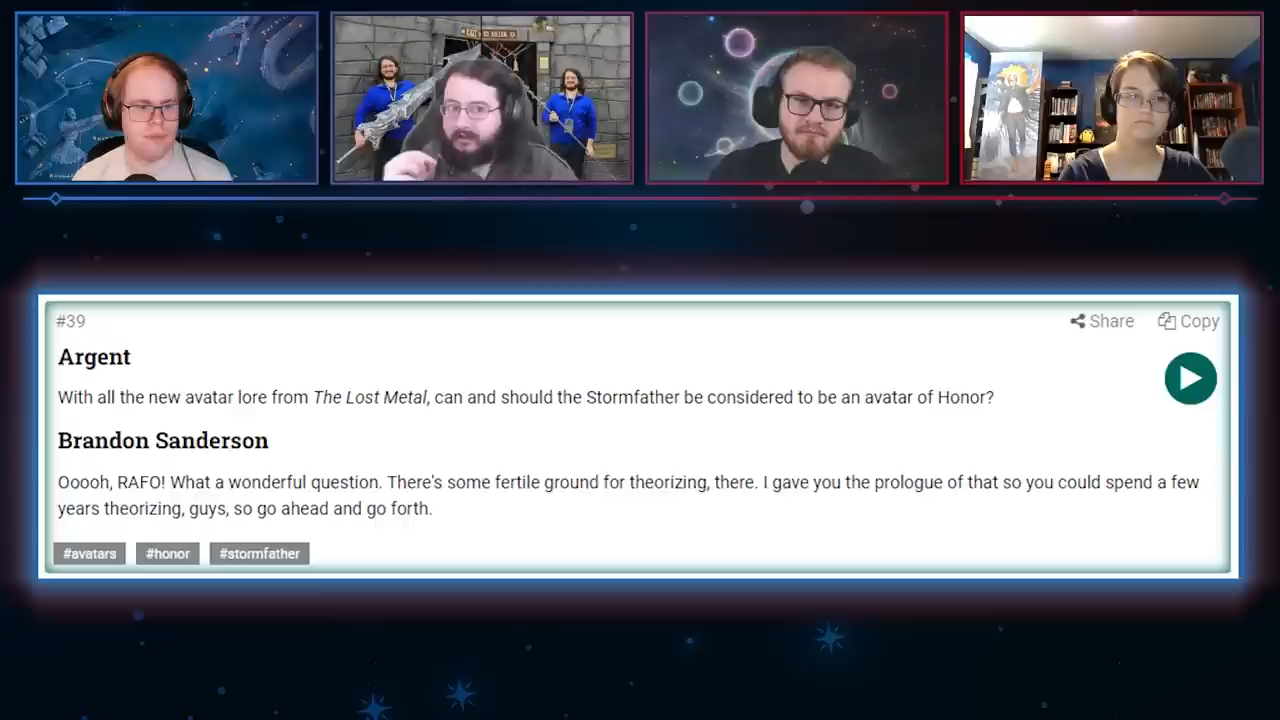 #39
Share
Copy
Argent
With all the new avatar lore from The Lost Metal, can and should the Stormfather be considered to be an avatar of Honor?
Brandon Sanderson
Ooooh, RAFO! What a wonderful question. There's some fertile ground for theorizing, there. I gave you the prologue of that so you could spend a few
years theorizing, guys, so go ahead and go forth.
#avatars
#honor
#stormfather